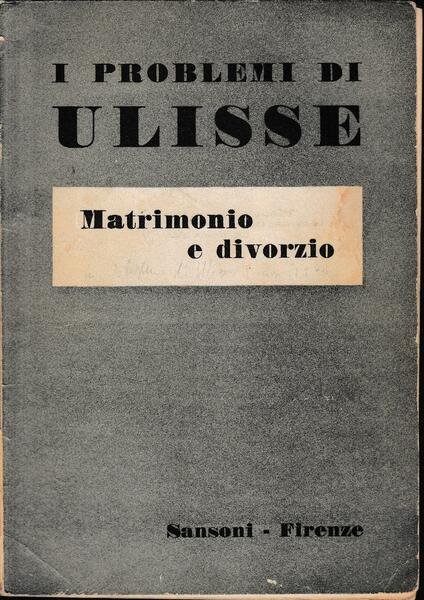 I PROBLEMI DI
ULISSE
Matrimonio
e divorzio
Sansoni - Firenze